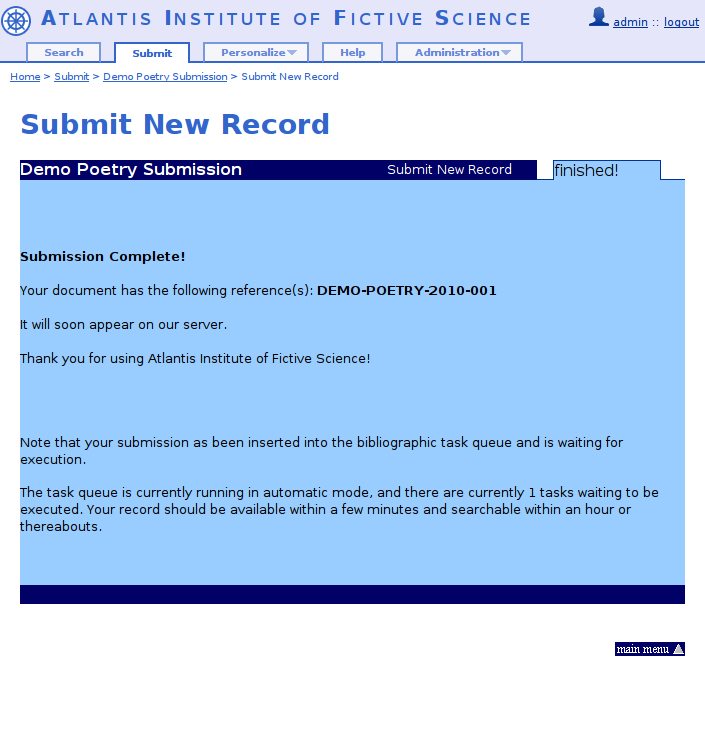 Atlantis Institute of Fictive Science
admin :: logout
Search Submit Personalize Help Administration
Home > Submit > Demo Poetry Submission > Submit New Record
Submit New Record
Demo Poetry Submission Submit New Record finished!
Submission Complete!
Your document has the following reference(s): DEMO-POETRY-2010-001
It will soon appear on our server.
Thank you for using Atlantis Institute of Fictive Science!
Note that your submission as been inserted into the bibliographic task queue and is waiting for
execution.
The task queue is currently running in automatic mode, and there are currently 1 tasks waiting to be
executed. Your record should be available within a few minutes and searchable within an hour or
thereabouts.
main menu